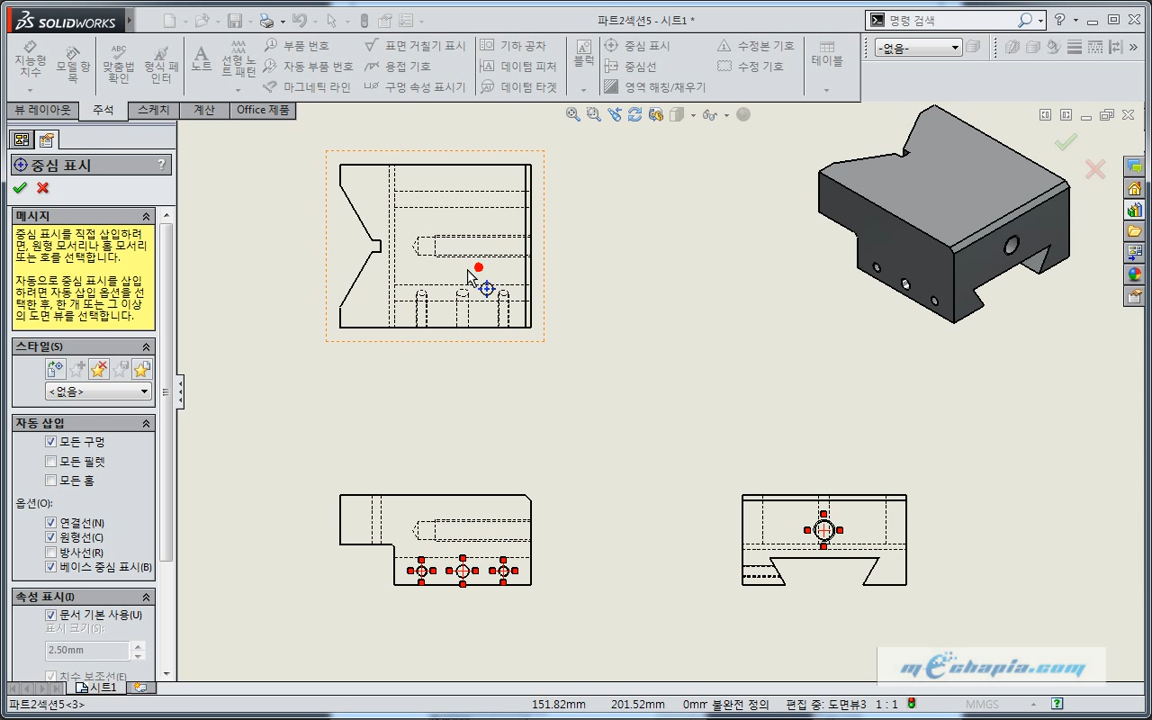 SOLIDWORKS
파트2섹션5 - 시트1 *
명령 검색
지능형 치수
모델 항목
ABC
맞춤법 확인
형식 페인터
노트
선형 노트 패턴
부품 번호
자동 부품 번호
마그네틱 라인
표면 거칠기 표시
용접 기호
구멍 속성 표시기
기하 공차
데이텀 피처
데이텀 타겟
블럭
중심 표시
중심선
영역 해칭/채우기
수정본 기호
수정 기호
테이블
-없음-
뷰 레이아웃
주석
스케치
계산
Office 제품
중심 표시
?
메시지
중심 표시를 직접 삽입하려
면, 원형 모서리나 홈 모서리
또는 호를 선택합니다.
자동으로 중심 표시를 삽입
하려면 자동 삽입 옵션을 선
택한 후, 한 개 또는 그 이상
의 도면 뷰를 선택합니다.
스타일(S)
<없음>
자동 삽입
모든 구멍
모든 필렛
모든 홈
옵션(O):
연결선(N)
원형선(C)
방사선(R)
베이스 중심 표시(B)
속성 표시(I)
문서 기본 사용(U)
표시 크기(S):
2.50mm
치수 보조선(E)
시트1
mechapia.com
파트2섹션5<3>
151.82mm
201.52mm
0mm
불완전 정의
편집 중: 도면뷰3
1 : 1
MMGS